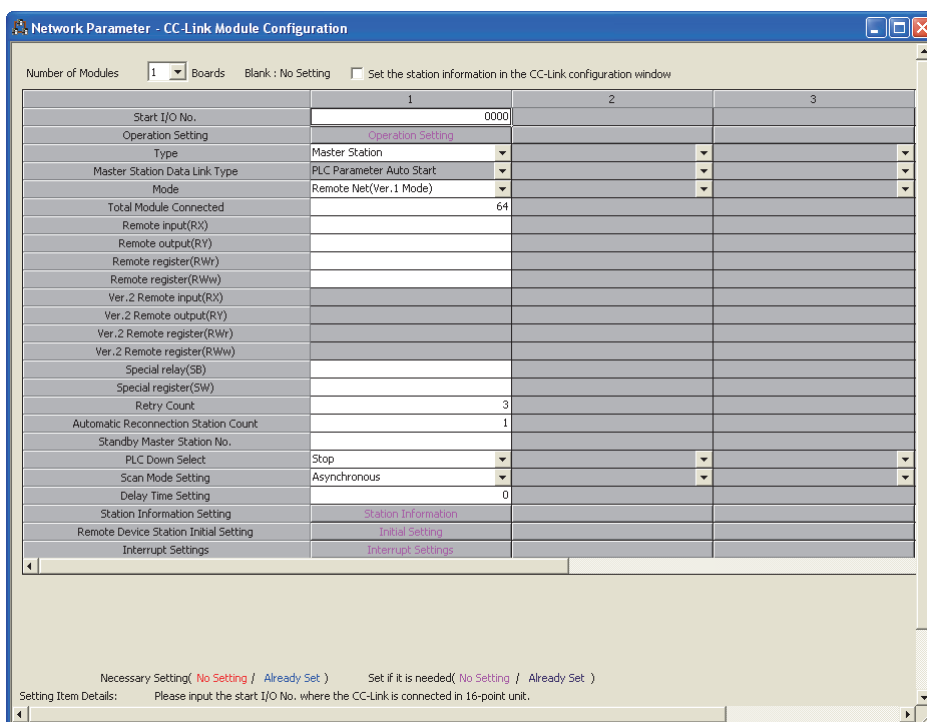 Network Parameter - CC-Link Module Configuration
Number of Modules 1 Boards Blank : No Setting Set the station information in the CC-Link configuration window
1 2 3
Start I/O No. 0000
Operation Setting Operation Setting
Type Master Station
Master Station Data Link Type PLC Parameter Auto Start
Mode Remote Net(Ver.1 Mode)
Total Module Connected 64
Remote input(RX)
Remote output(RY)
Remote register(RWr)
Remote register(RWw)
Ver.2 Remote input(RX)
Ver.2 Remote output(RY)
Ver.2 Remote register(RWr)
Ver.2 Remote register(RWw)
Special relay(SB)
Special register(SW)
Retry Count 3
Automatic Reconnection Station Count 1
Standby Master Station No.
PLC Down Select Stop
Scan Mode Setting Asynchronous
Delay Time Setting 0
Station Information Setting Station Information
Remote Device Station Initial Setting Initial Setting
Interrupt Settings Interrupt Settings
Necessary Setting( No Setting / Already Set ) Set if it is needed( No Setting / Already Set )
Setting Item Details: Please input the start I/O No. where the CC-Link is connected in 16-point unit.